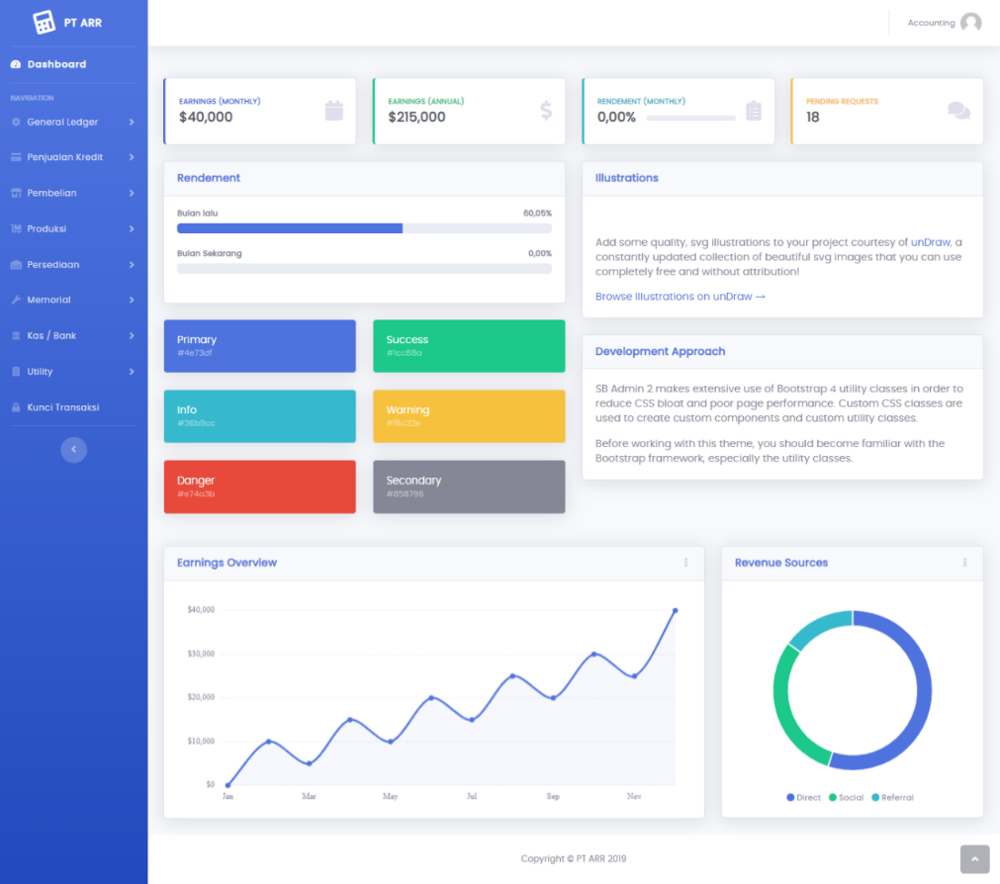 PT ARR
Accounting
Dashboard
NAVIGATION
General Ledger
Penjualan Kredit
Pembelian
Produksi
Persediaan
Memorial
Kas / Bank
Utility
Kunci Transaksi
EARNINGS (MONTHLY)
$40,000
EARNINGS (ANNUAL)
$215,000
RENDEMENT (MONTHLY)
0,00%
PENDING REQUESTS
18
Rendement
Bulan lalu 60,05%
Bulan Sekarang 0,00%
Illustrations
Add some quality, svg illustrations to your project courtesy of unDraw, a
constantly updated collection of beautiful svg images that you can use
completely free and without attribution!
Browse Illustrations on unDraw →
Primary
#4e73df
Success
#1cc88a
Info
#36b9cc
Warning
#f6c23e
Danger
#e74a3b
Secondary
#858796
Development Approach
SB Admin 2 makes extensive use of Bootstrap 4 utility classes in order to
reduce CSS bloat and poor page performance. Custom CSS classes are
used to create custom components and custom utility classes.
Before working with this theme, you should become familiar with the
Bootstrap framework, especially the utility classes.
Earnings Overview
$40,000
$30,000
$20,000
$10,000
$0
Jan Mar May Jul Sep Nov
Revenue Sources
Direct Social Referral
Copyright © PT ARR 2019